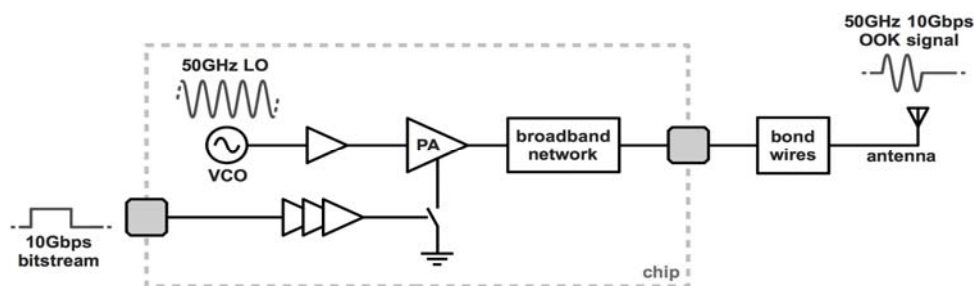 50GHz 10Gbps
OOK signal
50GHz LO
VCO
PA
broadband
network
bond
wires
antenna
10Gbps
bitstream
chip